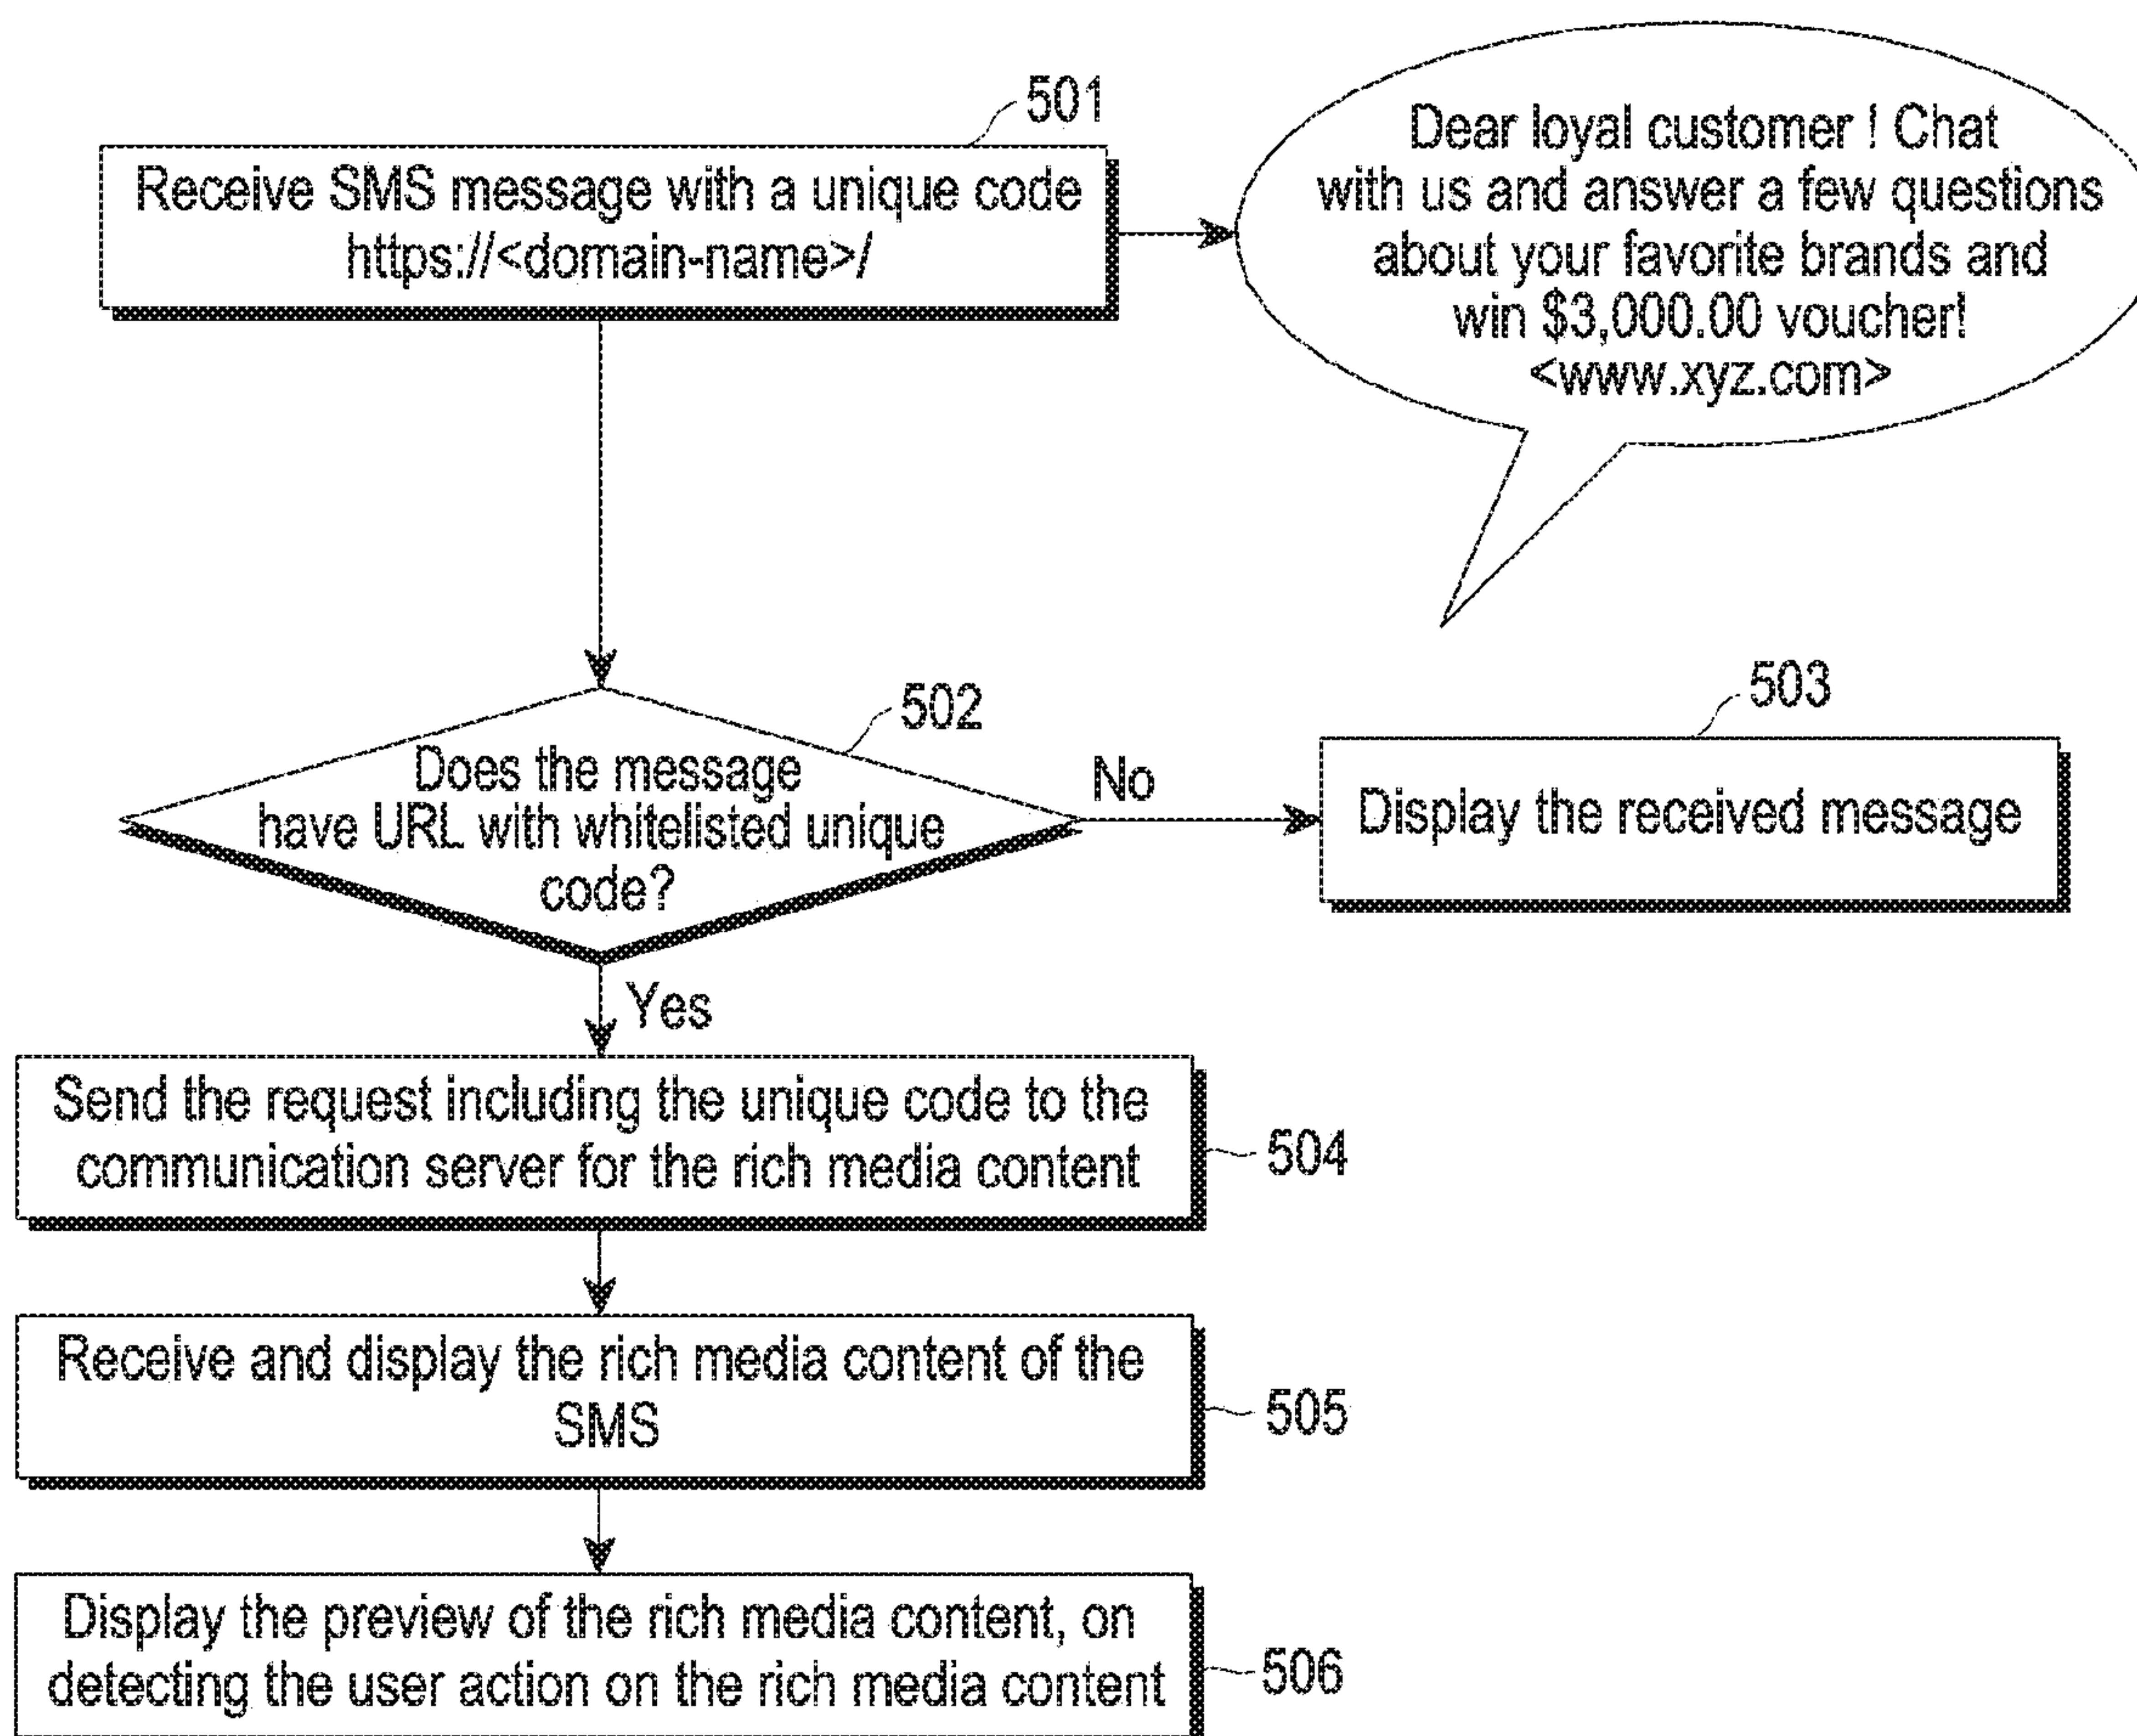 501
Receive SMS message with a unique code
https://<domain-name>/
Dear loyal customer ! Chat
with us and answer a few questions
about your favorite brands and
win $3,000.00 voucher!
<www.xyz.com>
502
Does the message
have URL with whitelisted unique
code?
No
503
Display the received message
Yes
Send the request including the unique code to the
communication server for the rich media content
504
Receive and display the rich media content of the
SMS
505
Display the preview of the rich media content, on
detecting the user action on the rich media content
506